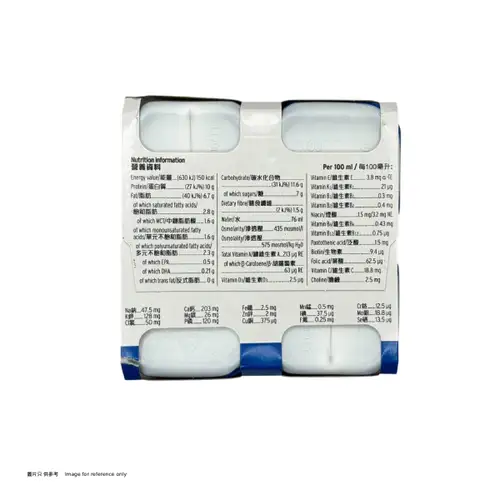 Nutrition information
營養資料
Per 100 ml / 每100毫升:
Energy value/能量 ... (630 kJ) 150 kcal
Protein/蛋白質 ... (27 kJ%) 10 g
Fat/脂肪 ... (40 kJ%) 6.7 g
of which saturated fatty acids/
飽和脂肪 ... 2.8 g
of which MCT/中鏈脂肪酸 ... 1.6 g
of which monounsaturated fatty
acids/單元不飽和脂肪 ... 1.6 g
of which polyunsaturated fatty acids/
多元不飽和脂肪 ... 2.3 g
of which EPA ... 0.5 g
of which DHA ... 0.21 g
of which trans fat/反式脂肪 ... 0 g
Carbohydrate/碳水化合物
(31 kJ%) 11.6 g
of which sugars/糖 ... 7 g
Dietary fibre/膳食纖維
(2 kJ%) 1.5 g
Water/水 ... 76 ml
Osmolarity/滲透壓 ... 435 mosmol/l
Osmolality/滲透壓
575 mosmol/kg H₂O
Total Vitamin A/總維生素 A, 213 μg RE
of which β-Carotene/β-胡蘿蔔素
63 μg RE
Vitamin D/維生素 D ... 2.5 μg
Vitamin E/維生素 E ... 3.8 mg α-TE
Vitamin K/維生素K ... 21 μg
Vitamin B₁/維生素B₁ ... 0.3 mg
Vitamin B₂/維生素B₂ ... 0.4 mg
Niacin/煙酸 ... 1.5 mg/3.2 mg NE
Vitamin B₆/維生素B₆ ... 0.43 mg
Vitamin B₁₂/維生素B₁₂ ... 0.75 μg
Pantothenic acid/泛酸 ... 1.5 mg
Biotin/生物素 ... 9.4 μg
Folic acid/葉酸 ... 62.5 μg
Vitamin C/維生素 C ... 18.8 mg
Choline/膽鹼 ... 2.5 mg
Na鈉 ... 47.5 mg
K鉀 ... 128 mg
Cl氯 ... 50 mg
Ca鈣 ... 203 mg
Mg鎂 ... 26 mg
P磷 ... 120 mg
Fe鐵 ... 2.5 mg
Zn鋅 ... 2 mg
Cu銅 ... 375 μg
Mn錳 ... 0.5 mg
I碘 ... 37.5 μg
F氟 ... 0.25 mg
Cr鉻 ... 12.5 μg
Mo鉬 ... 18.8 μg
Se硒 ... 13.5 μg
圖片只供參考 Image for reference only